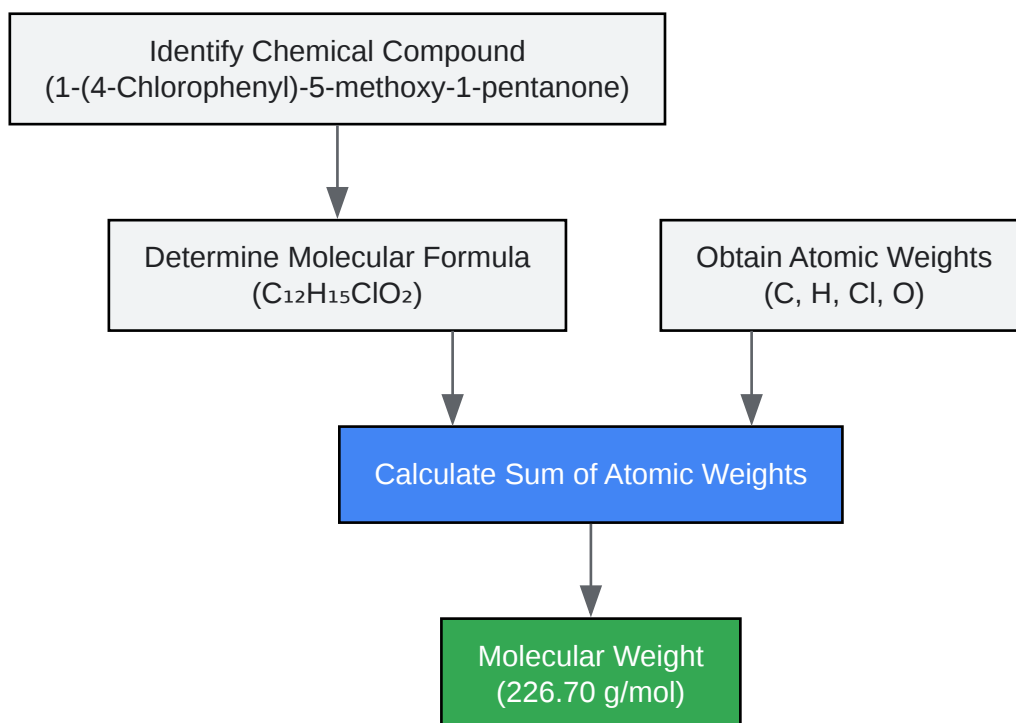 Identify Chemical Compound
(1-(4-Chlorophenyl)-5-methoxy-1-pentanone)
Determine Molecular Formula
(C₁₂H₁₅ClO₂)
Obtain Atomic Weights
(C, H, Cl, O)
Calculate Sum of Atomic Weights
Molecular Weight
(226.70 g/mol)